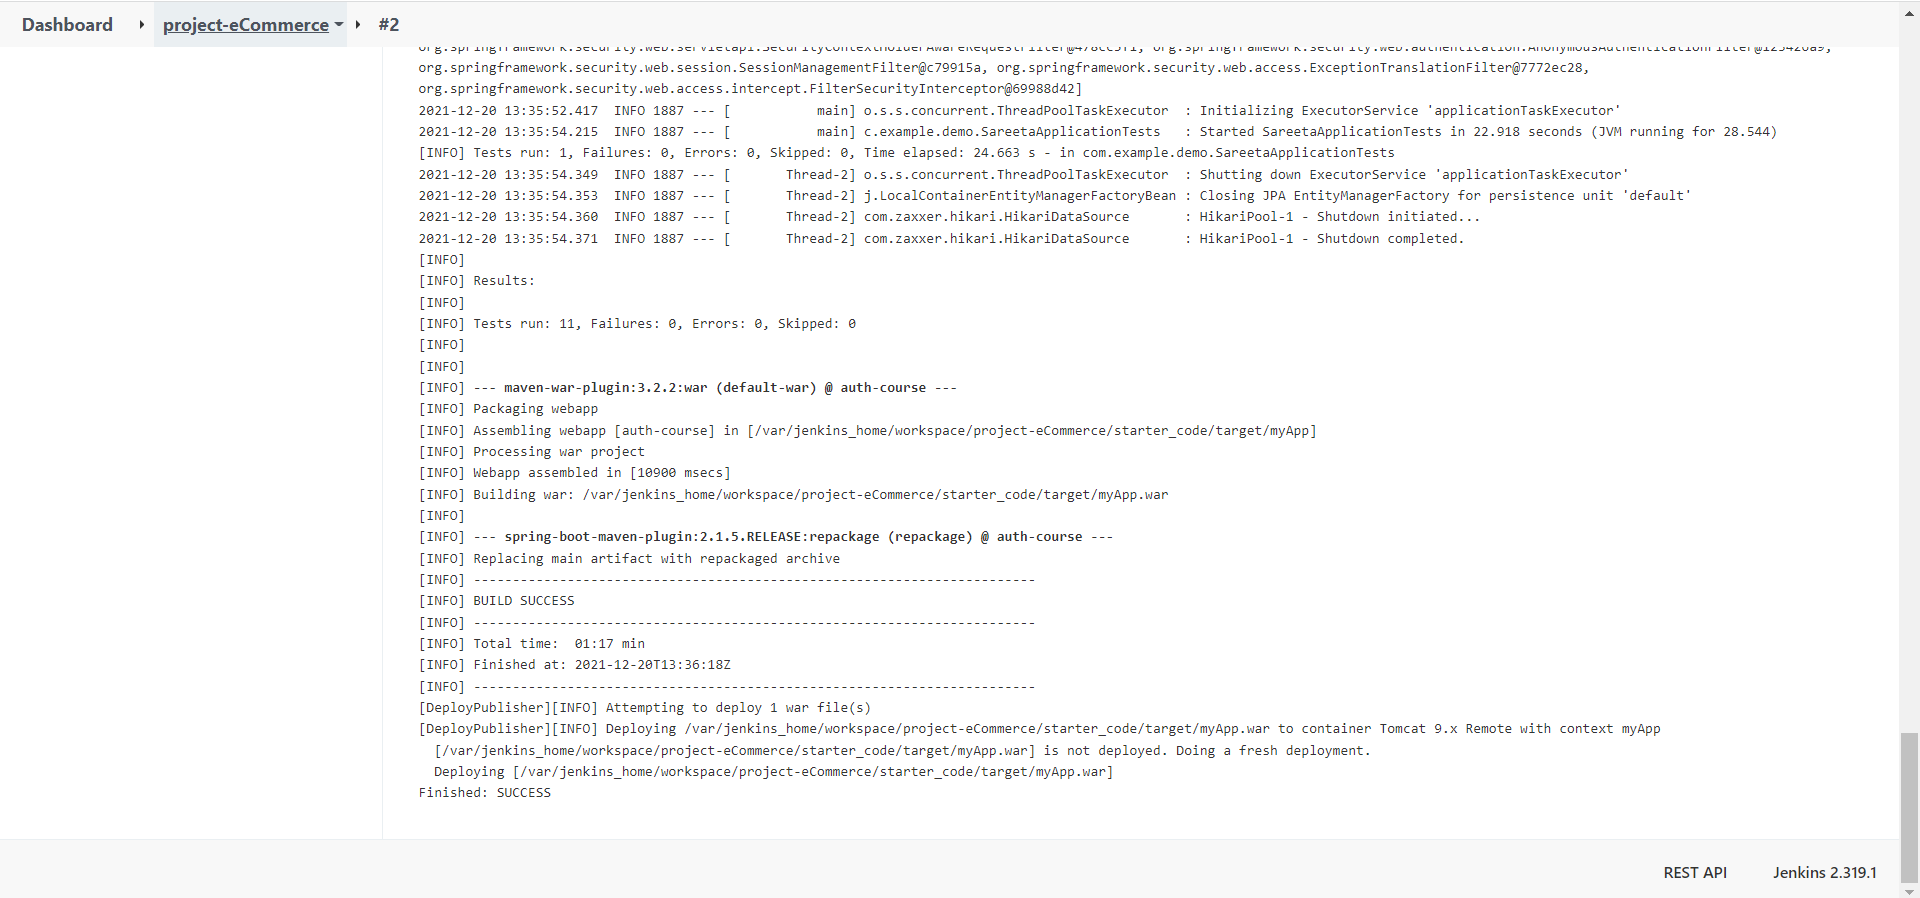 Dashboard project-eCommerce #2
org.springframework.security.web.session.SessionManagementFilter@c79915a, org.springframework.security.web.access.ExceptionTranslationFilter@7772ec28,
org.springframework.security.web.access.intercept.FilterSecurityInterceptor@69988d42]
2021-12-20 13:35:52.417  INFO 1887 --- [           main] o.s.s.concurrent.ThreadPoolTaskExecutor  : Initializing ExecutorService 'applicationTaskExecutor'
2021-12-20 13:35:54.215  INFO 1887 --- [           main] c.example.demo.SareetaApplicationTests   : Started SareetaApplicationTests in 22.918 seconds (JVM running for 28.544)
[INFO] Tests run: 1, Failures: 0, Errors: 0, Skipped: 0, Time elapsed: 24.663 s - in com.example.demo.SareetaApplicationTests
2021-12-20 13:35:54.349  INFO 1887 --- [       Thread-2] o.s.s.concurrent.ThreadPoolTaskExecutor  : Shutting down ExecutorService 'applicationTaskExecutor'
2021-12-20 13:35:54.353  INFO 1887 --- [       Thread-2] j.LocalContainerEntityManagerFactoryBean : Closing JPA EntityManagerFactory for persistence unit 'default'
2021-12-20 13:35:54.360  INFO 1887 --- [       Thread-2] com.zaxxer.hikari.HikariDataSource       : HikariPool-1 - Shutdown initiated...
2021-12-20 13:35:54.371  INFO 1887 --- [       Thread-2] com.zaxxer.hikari.HikariDataSource       : HikariPool-1 - Shutdown completed.
[INFO]
[INFO] Results:
[INFO]
[INFO] Tests run: 11, Failures: 0, Errors: 0, Skipped: 0
[INFO]
[INFO]
[INFO] --- maven-war-plugin:3.2.2:war (default-war) @ auth-course ---
[INFO] Packaging webapp
[INFO] Assembling webapp [auth-course] in [/var/jenkins_home/workspace/project-eCommerce/starter_code/target/myApp]
[INFO] Processing war project
[INFO] Webapp assembled in [10900 msecs]
[INFO] Building war: /var/jenkins_home/workspace/project-eCommerce/starter_code/target/myApp.war
[INFO]
[INFO] --- spring-boot-maven-plugin:2.1.5.RELEASE:repackage (repackage) @ auth-course ---
[INFO] Replacing main artifact with repackaged archive
[INFO] ------------------------------------------------------------------------
[INFO] BUILD SUCCESS
[INFO] ------------------------------------------------------------------------
[INFO] Total time:  01:17 min
[INFO] Finished at: 2021-12-20T13:36:18Z
[INFO] ------------------------------------------------------------------------
[DeployPublisher][INFO] Attempting to deploy 1 war file(s)
[DeployPublisher][INFO] Deploying /var/jenkins_home/workspace/project-eCommerce/starter_code/target/myApp.war to container Tomcat 9.x Remote with context myApp
  [/var/jenkins_home/workspace/project-eCommerce/starter_code/target/myApp.war] is not deployed. Doing a fresh deployment.
  Deploying [/var/jenkins_home/workspace/project-eCommerce/starter_code/target/myApp.war]
Finished: SUCCESS
REST API Jenkins 2.319.1